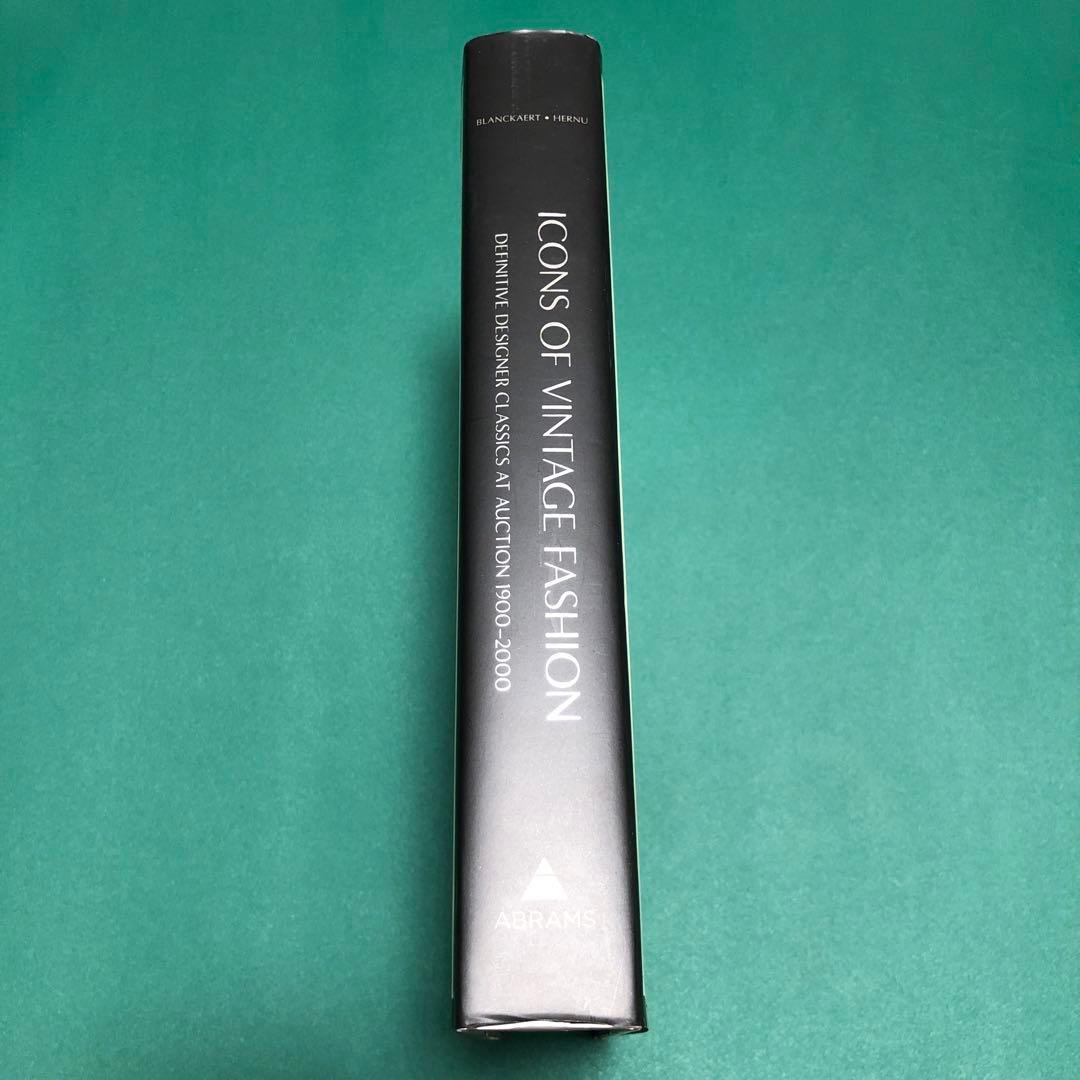 BLANCKAERT • HERNU
ICONS OF VINTAGE FASHION
DEFINITIVE DESIGNER CLASSICS AT AUCTION 1900–2000
ABRAMS